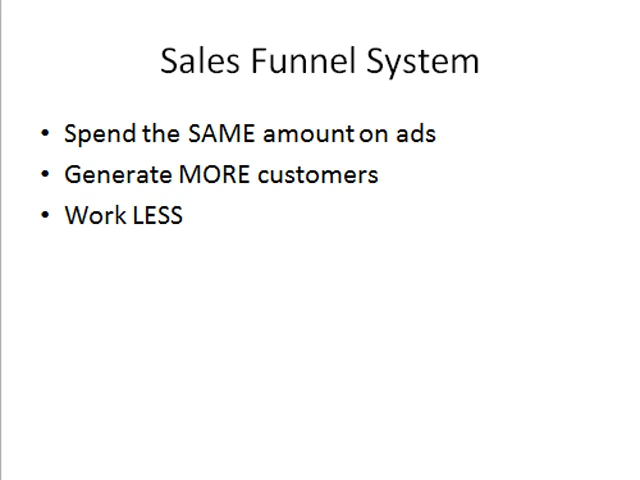 Sales Funnel System
• Spend the SAME amount on ads
• Generate MORE customers
• Work LESS